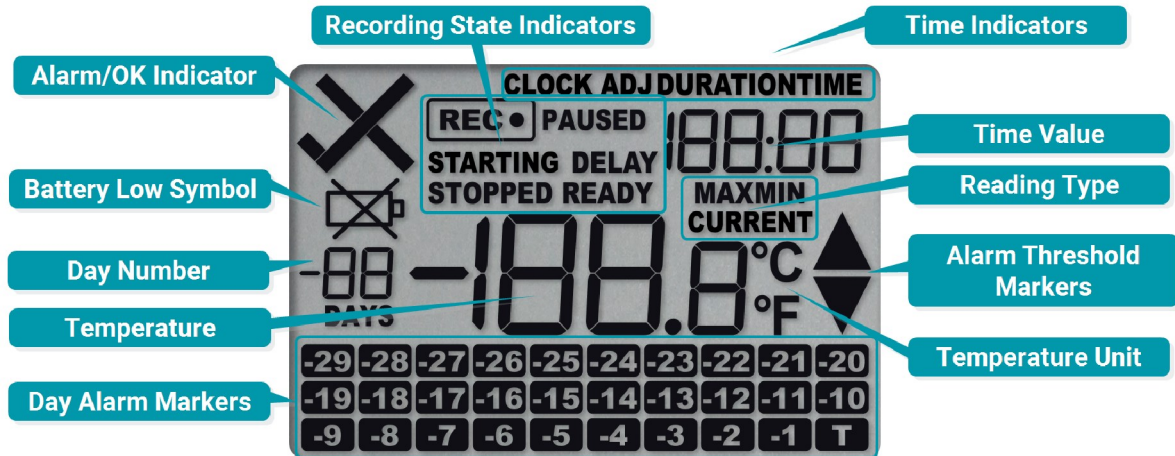 Recording State Indicators
Time Indicators
Alarm/OK Indicator
CLOCK ADJ DURATION TIME
REC ● PAUSED
188:88
Time Value
STARTING DELAY
Battery Low Symbol
STOPPED READY
MAX MIN
Reading Type
CURRENT
Day Number
-88
-188.8
°C
Alarm Threshold
Markers
DAYS
°F
Temperature
Temperature Unit
-29 -28 -27 -26 -25 -24 -23 -22 -21 -20
Day Alarm Markers
-19 -18 -17 -16 -15 -14 -13 -12 -11 -10
-9 -8 -7 -6 -5 -4 -3 -2 -1 T